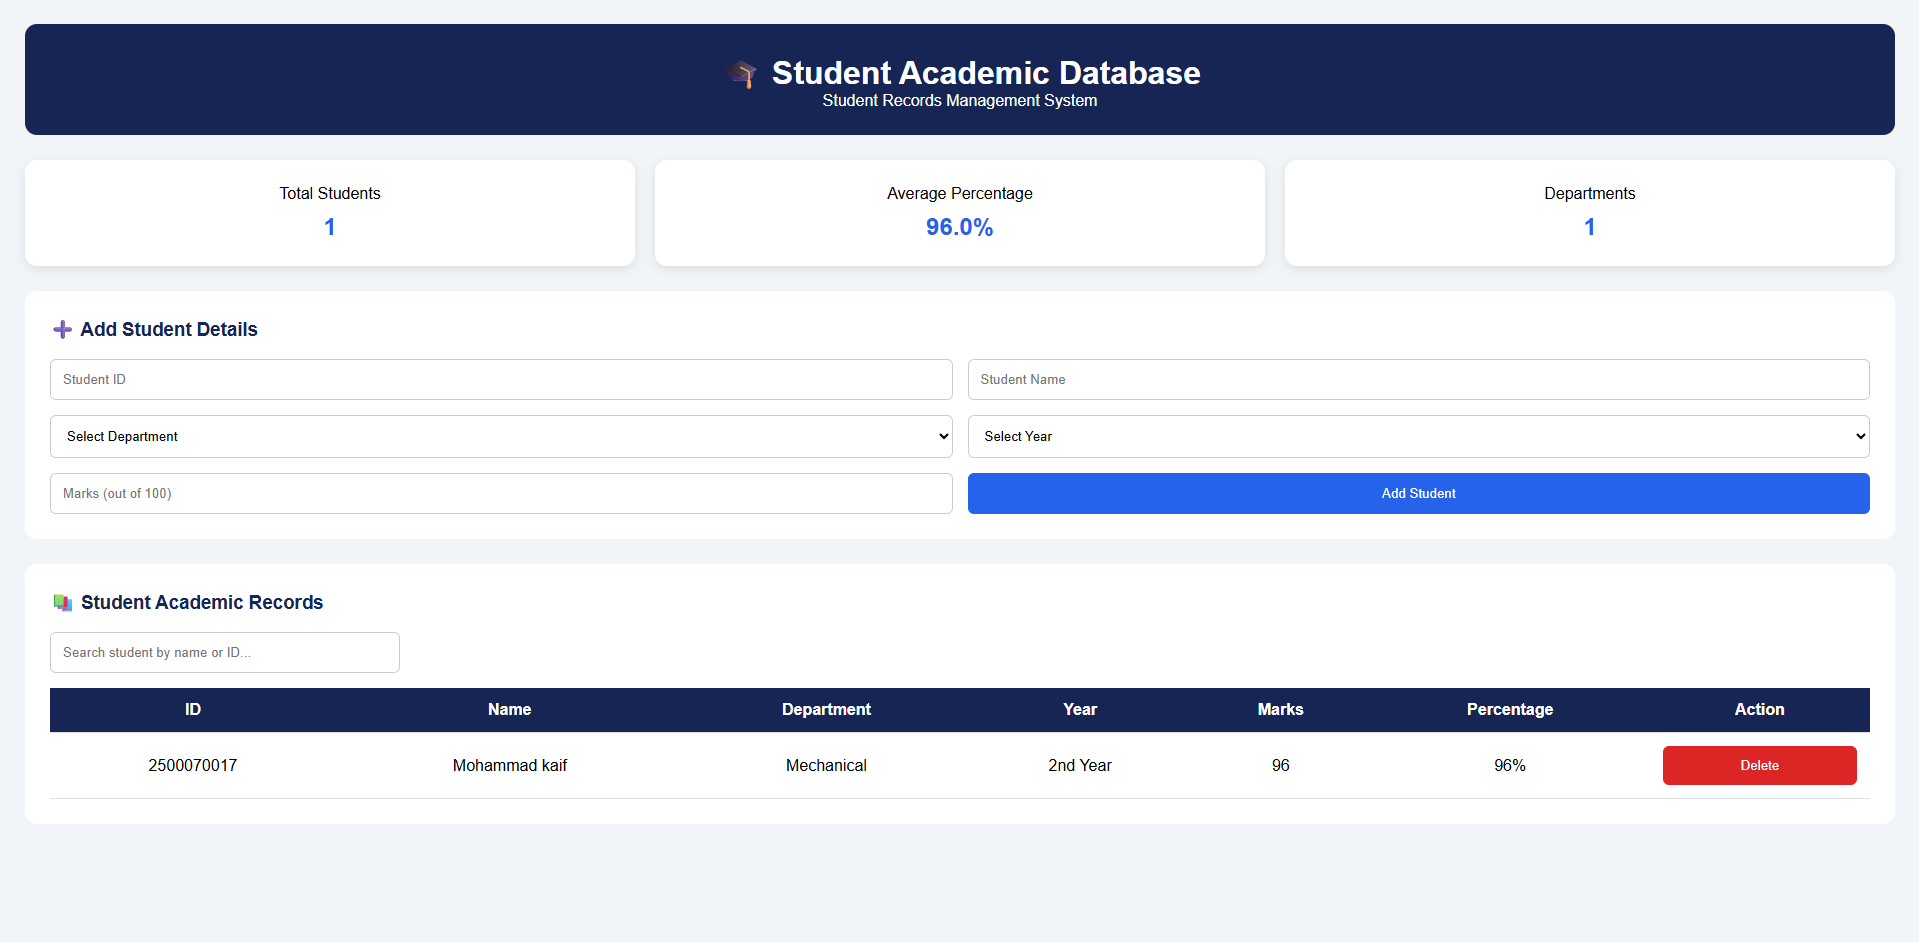 🎓 Student Academic Database
Student Records Management System
Total Students
1
Average Percentage
96.0%
Departments
1
➕ Add Student Details
Student ID
Student Name
Select Department
Select Year
Marks (out of 100)
Add Student
📚 Student Academic Records
Search student by name or ID...
ID Name Department Year Marks Percentage Action
2500070017 Mohammad kaif Mechanical 2nd Year 96 96% Delete